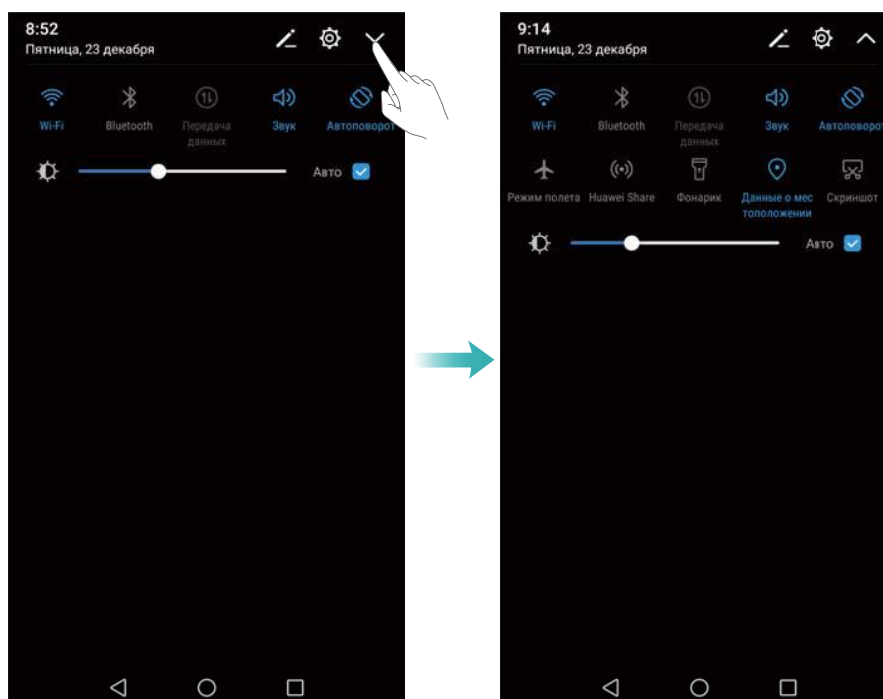 8:52
Пятница, 23 декабря
Wi-Fi
Bluetooth
Передача
данных
Звук
Автоповорот
Авто
9:14
Пятница, 23 декабря
Wi-Fi
Bluetooth
Передача
данных
Звук
Автоповорот
Режим полета
Huawei Share
Фонарик
Данные о мес
тоположении
Скриншот
Авто